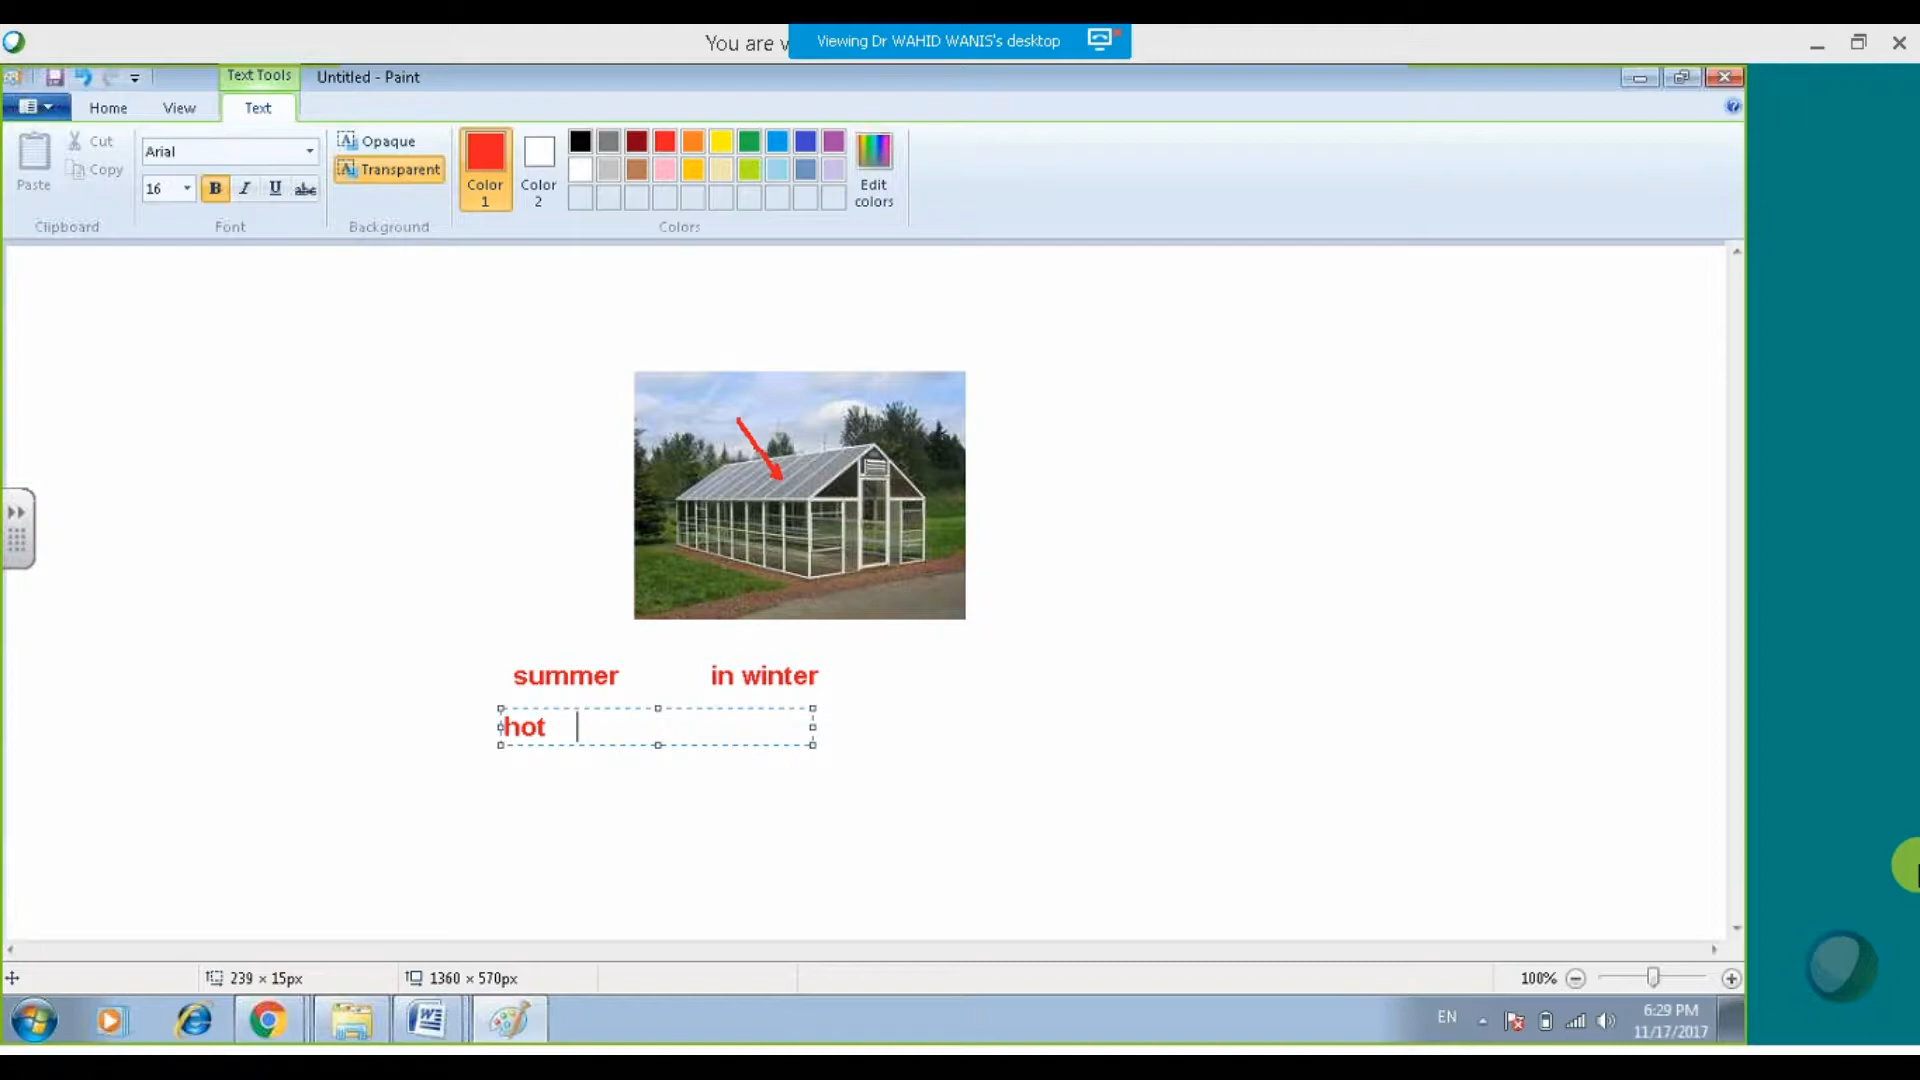 You are v
Viewing Dr WAHID WANIS's desktop
Text Tools
Untitled - Paint
Home View Text
Paste
Cut
Copy
Clipboard
Arial
16 B I U abc
Font
Opaque
Transparent
Background
Color 1
Color 2
Edit colors
Colors
summer in winter
hot
239 × 15px
1360 × 570px
100%
EN
6:29 PM
11/17/2017